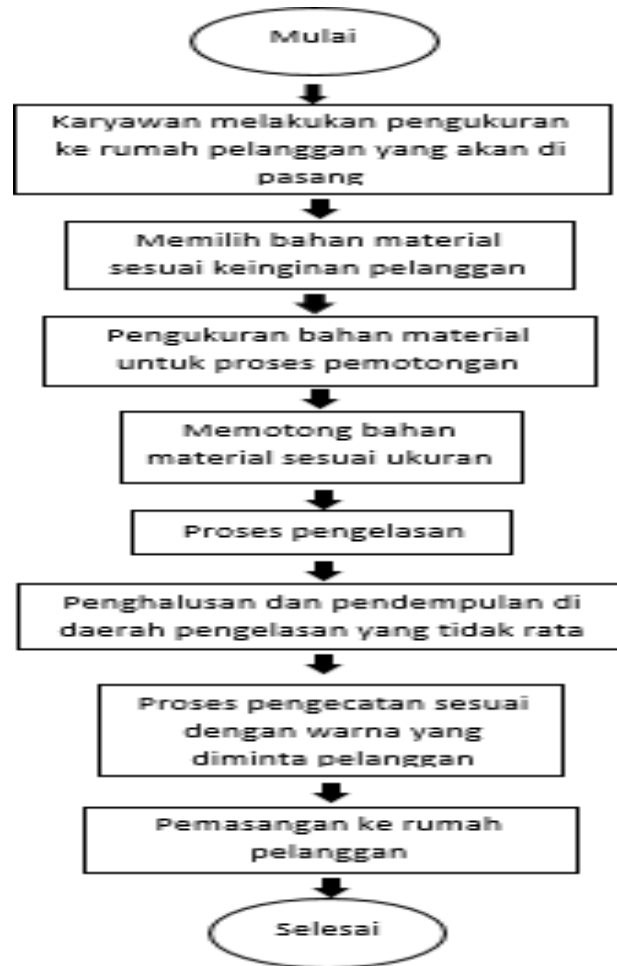 Mulai
Karyawan melakukan pengukuran
ke rumah pelanggan yang akan di
pasang
Memilih bahan material
sesuai keinginan pelanggan
Pengukuran bahan material
untuk proses pemotongan
Memotong bahan
material sesuai ukuran
Proses pengelasan
Penghalusan dan pendempulan di
daerah pengelasan yang tidak rata
Proses pengecatan sesuai
dengan warna yang
diminta pelanggan
Pemasangan ke rumah
pelanggan
Selesai